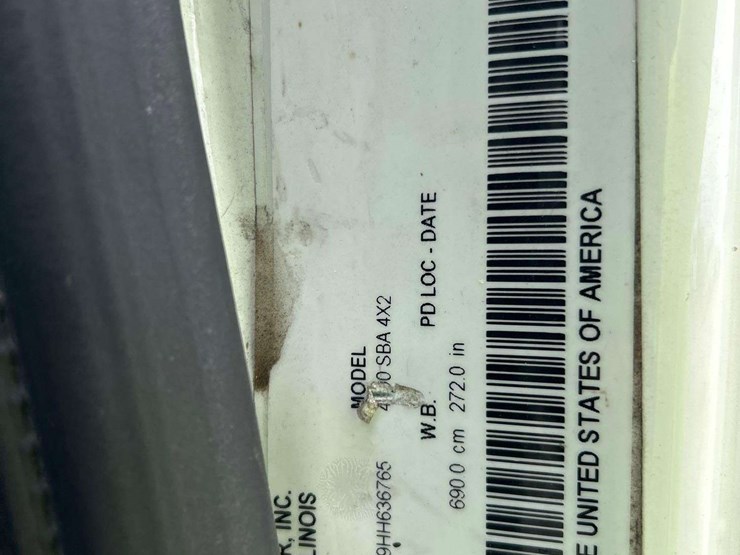 R, INC.
LINOIS
MODEL
9HH636765
SBA 4X2
W.B.
PD LOC - DATE
690.0 cm 272.0 in
E UNITED STATES OF AMERICA